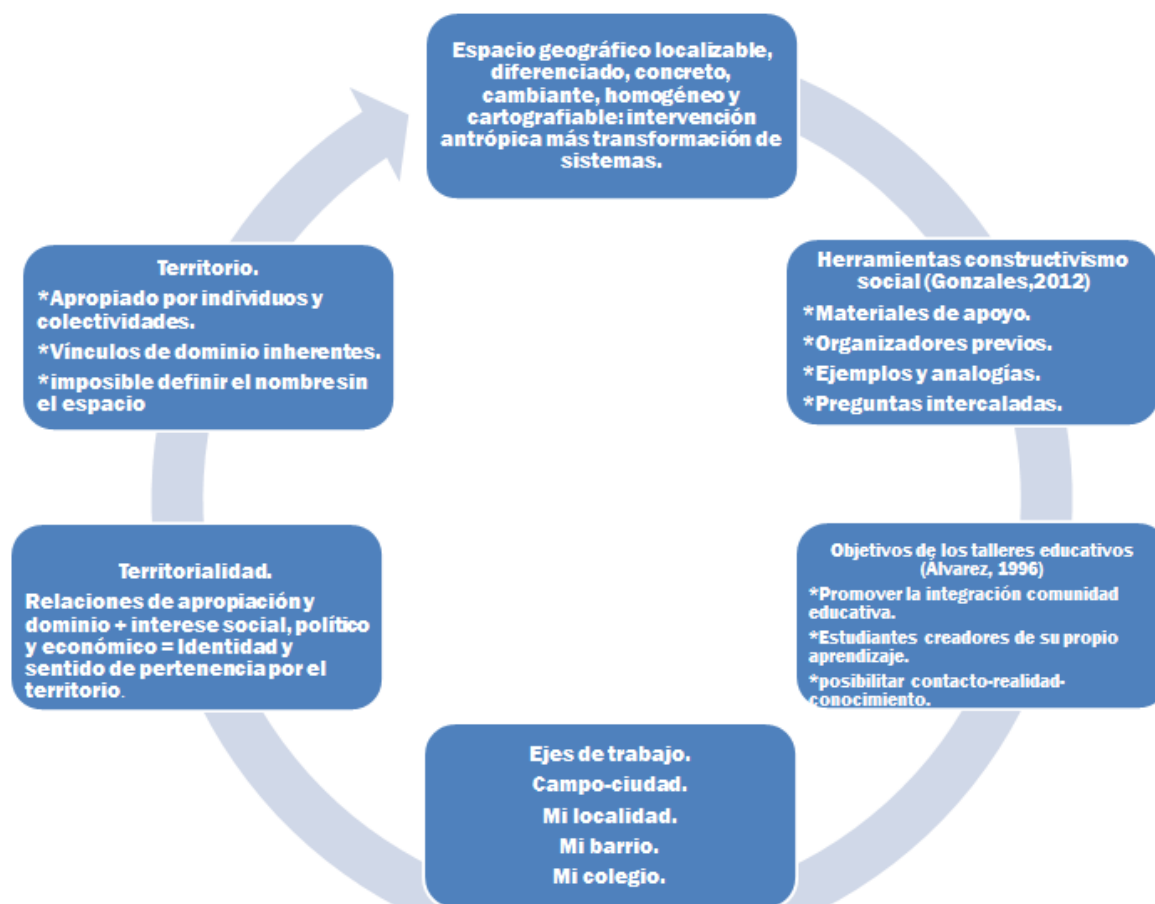 Espacio geográfico localizable,
diferenciado, concreto,
cambiante, homogéneo y
cartografiable: intervención
antrópica más transformación de
sistemas.
Herramientas constructivismo
social (Gonzales,2012)
*Materiales de apoyo.
*Organizadores previos.
*Ejemplos y analogías.
*Preguntas intercaladas.
Objetivos de los talleres educativos
(Álvarez, 1996)
*Promover la integración comunidad
educativa.
*Estudiantes creadores de su propio
aprendizaje.
*posibilitar contacto-realidad-
conocimiento.
Ejes de trabajo.
Campo-ciudad.
Mi localidad.
Mi barrio.
Mi colegio.
Territorialidad.
Relaciones de apropiación y
dominio + interese social, político
y económico = Identidad y
sentido de pertenencia por el
territorio.
Territorio.
*Apropiado por individuos y
colectividades.
*Vínculos de dominio inherentes.
*imposible definir el nombre sin
el espacio